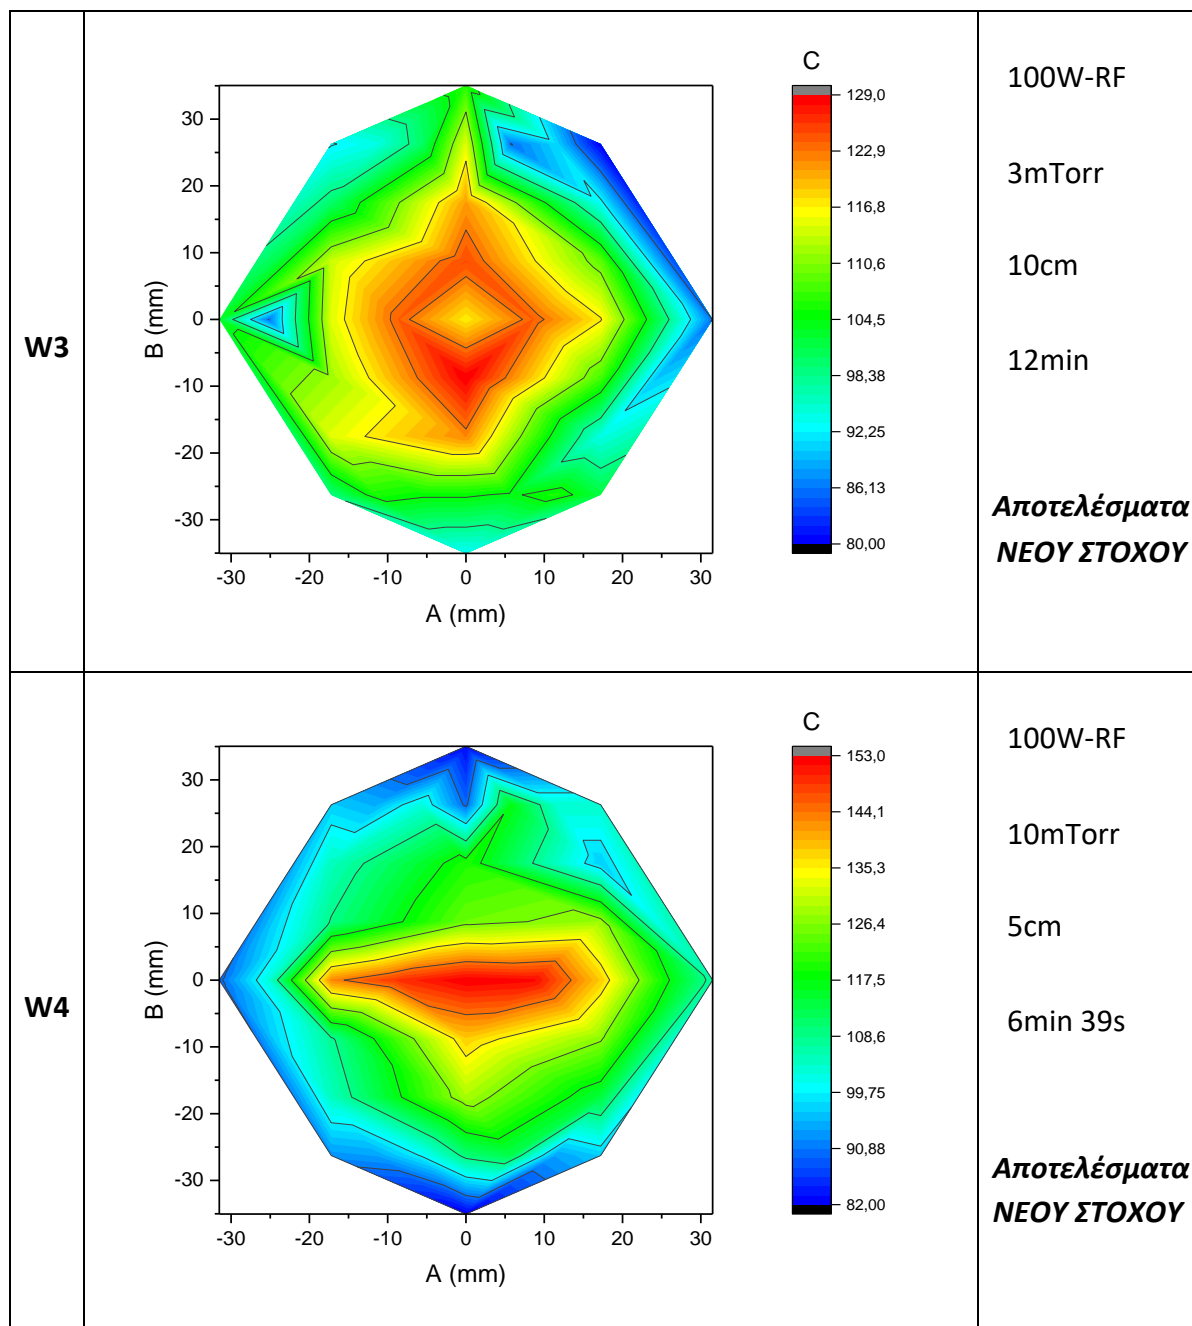 W3
C
129,0
122,9
116,8
110,6
104,5
98,38
92,25
86,13
80,00
30
20
10
0
-10
-20
-30
B (mm)
-30 -20 -10 0 10 20 30
A (mm)
100W-RF
3mTorr
10cm
12min
Αποτελέσματα
ΝΕΟΥ ΣΤΟΧΟΥ
W4
C
153,0
144,1
135,3
126,4
117,5
108,6
99,75
90,88
82,00
30
20
10
0
-10
-20
-30
B (mm)
-30 -20 -10 0 10 20 30
A (mm)
100W-RF
10mTorr
5cm
6min 39s
Αποτελέσματα
ΝΕΟΥ ΣΤΟΧΟΥ